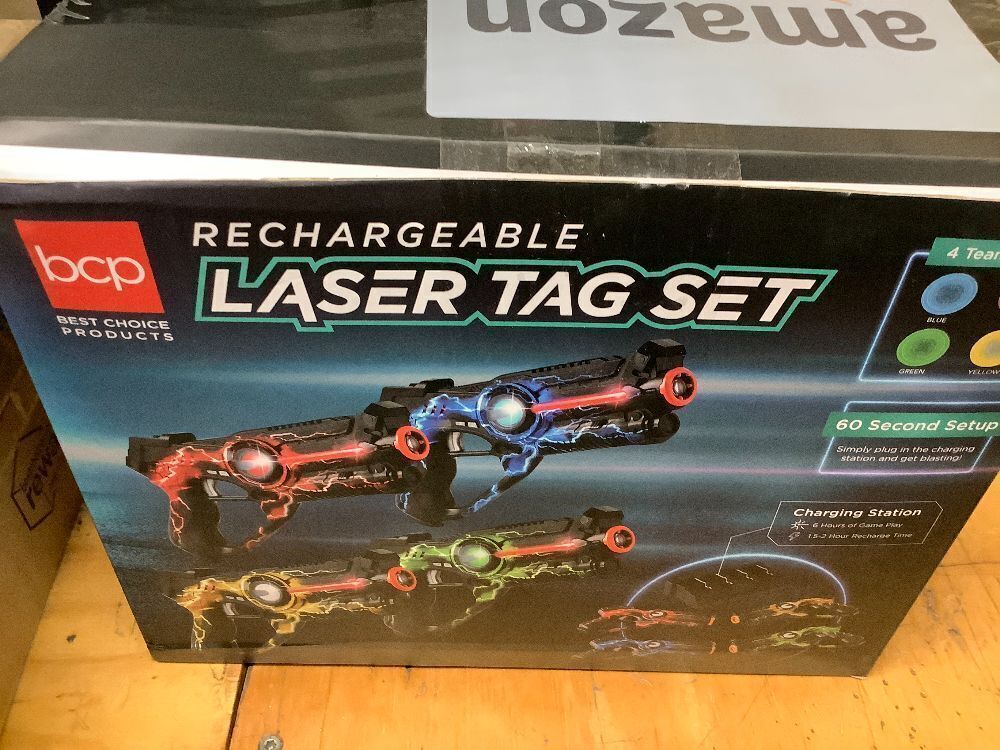 amazon
bcp
BEST CHOICE
PRODUCTS
RECHARGEABLE
LASER TAG SET
4
BLUE
GREEN
YELLOW
60 Second Setup
Simply plug in the charging
station and get blasting!
Charging Station
6 Hours of Game Play
1.5-2 Hour Recharge Time